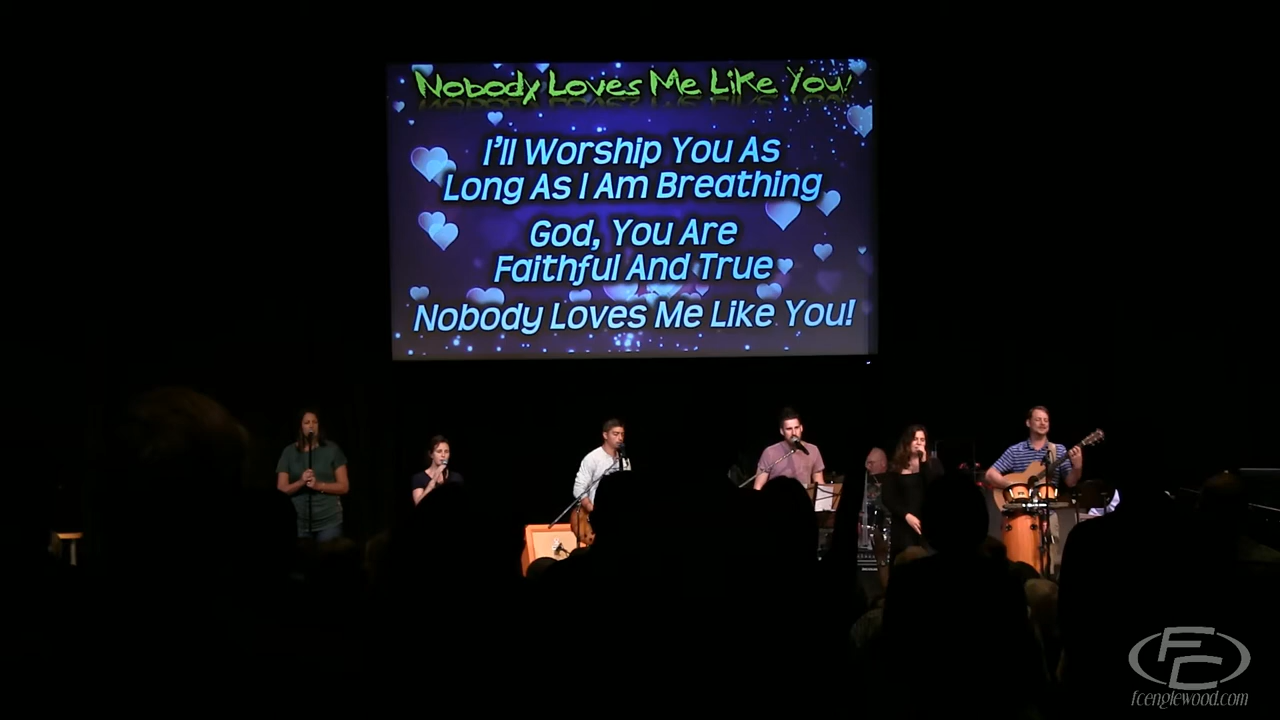 Nobody Loves Me Like You!
I'll Worship You As
Long As I Am Breathing
God, You Are
Faithful And True
Nobody Loves Me Like You!
FC
fcenglewood.com